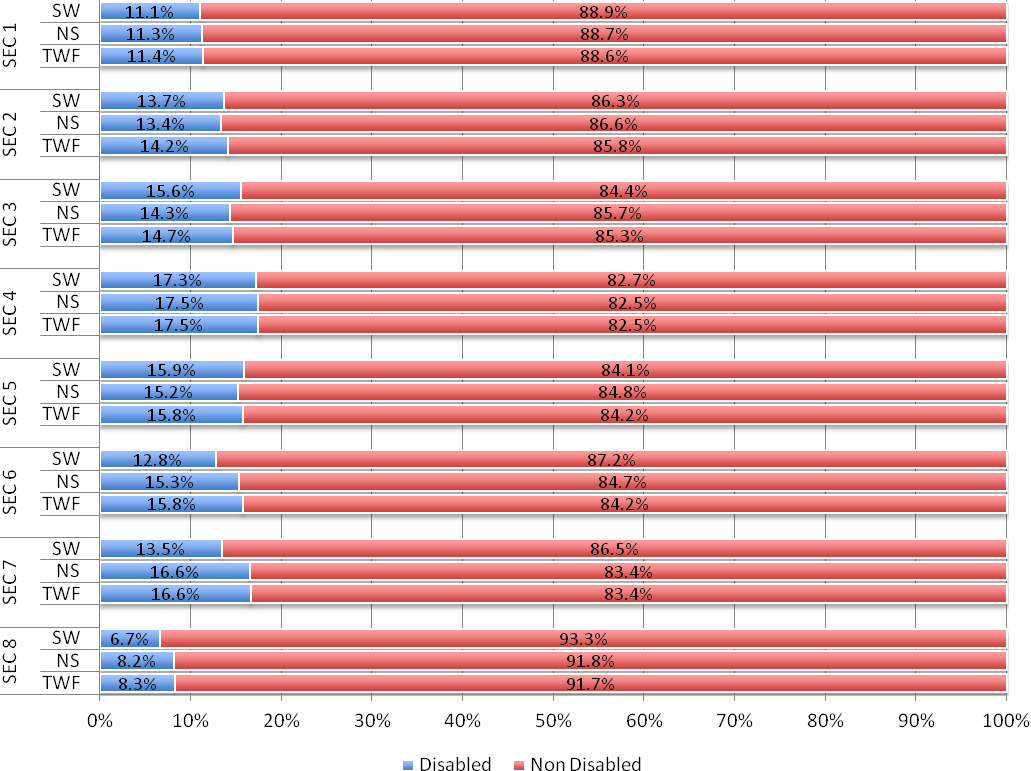 SEC 1
SW 11.1% 88.9%
NS 11.3% 88.7%
TWF 11.4% 88.6%
SEC 2
SW 13.7% 86.3%
NS 13.4% 86.6%
TWF 14.2% 85.8%
SEC 3
SW 15.6% 84.4%
NS 14.3% 85.7%
TWF 14.7% 85.3%
SEC 4
SW 17.3% 82.7%
NS 17.5% 82.5%
TWF 17.5% 82.5%
SEC 5
SW 15.9% 84.1%
NS 15.2% 84.8%
TWF 15.8% 84.2%
SEC 6
SW 12.8% 87.2%
NS 15.3% 84.7%
TWF 15.8% 84.2%
SEC 7
SW 13.5% 86.5%
NS 16.6% 83.4%
TWF 16.6% 83.4%
SEC 8
SW 6.7% 93.3%
NS 8.2% 91.8%
TWF 8.3% 91.7%
0% 10% 20% 30% 40% 50% 60% 70% 80% 90% 100%
Disabled Non Disabled